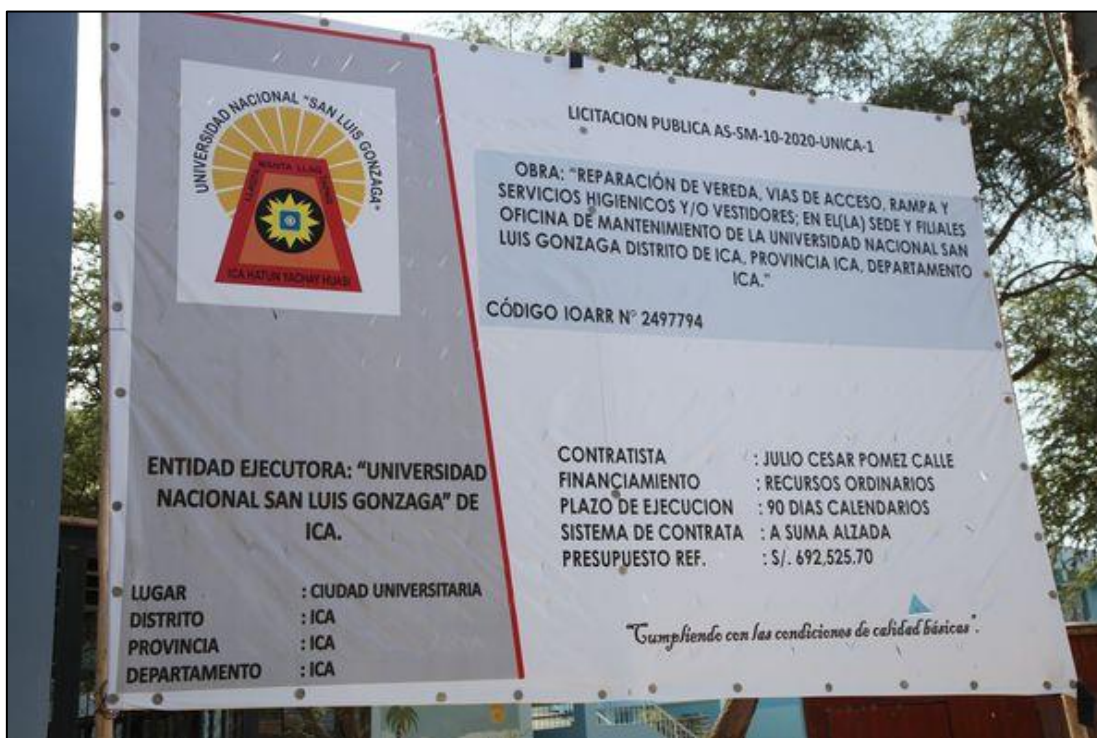 UNIVERSIDAD NACIONAL "SAN LUIS GONZAGA"
ICA HATUN YACHAY HUASI
ENTIDAD EJECUTORA: "UNIVERSIDAD
NACIONAL SAN LUIS GONZAGA" DE
ICA.
LUGAR : CIUDAD UNIVERSITARIA
DISTRITO : ICA
PROVINCIA : ICA
DEPARTAMENTO : ICA
LICITACION PUBLICA AS-SM-10-2020-UNICA-1
OBRA: "REPARACIÓN DE VEREDA, VIAS DE ACCESO, RAMPA Y
SERVICIOS HIGIENICOS Y/O VESTIDORES; EN EL(LA) SEDE Y FILIALES
OFICINA DE MANTENIMIENTO DE LA UNIVERSIDAD NACIONAL SAN
LUIS GONZAGA DISTRITO DE ICA, PROVINCIA ICA, DEPARTAMENTO
ICA."
CÓDIGO IOARR N° 2497794
CONTRATISTA : JULIO CESAR POMEZ CALLE
FINANCIAMIENTO : RECURSOS ORDINARIOS
PLAZO DE EJECUCION : 90 DIAS CALENDARIOS
SISTEMA DE CONTRATA : A SUMA ALZADA
PRESUPUESTO REF. : S/. 692,525.70
"Cumpliendo con las condiciones de calidad básicas".